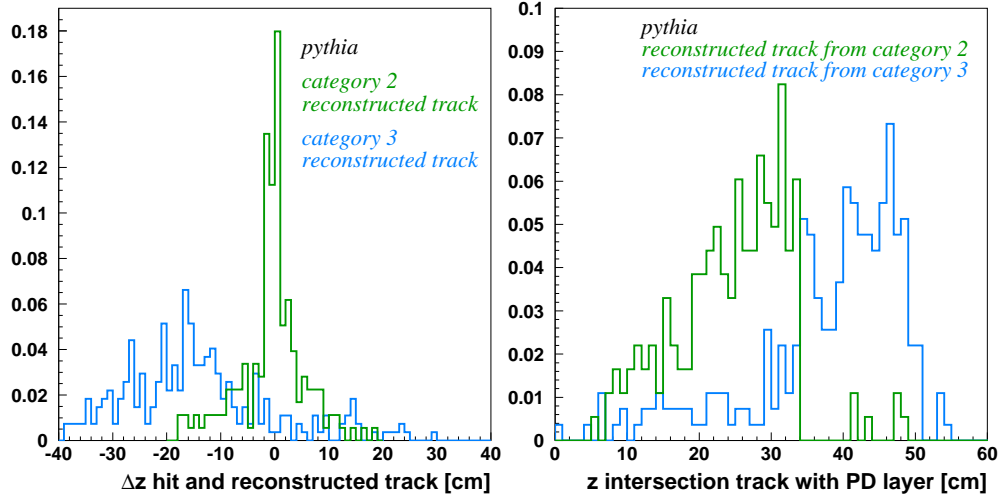 0.18
0.16
0.14
0.12
0.1
0.08
0.06
0.04
0.02
0
-40 -30 -20 -10 0 10 20 30 40
pythia
category 2
reconstructed track
category 3
reconstructed track
Δz hit and reconstructed track [cm]
0.1
0.09
0.08
0.07
0.06
0.05
0.04
0.03
0.02
0.01
0
0 10 20 30 40 50 60
pythia
reconstructed track from category 2
reconstructed track from category 3
z intersection track with PD layer [cm]